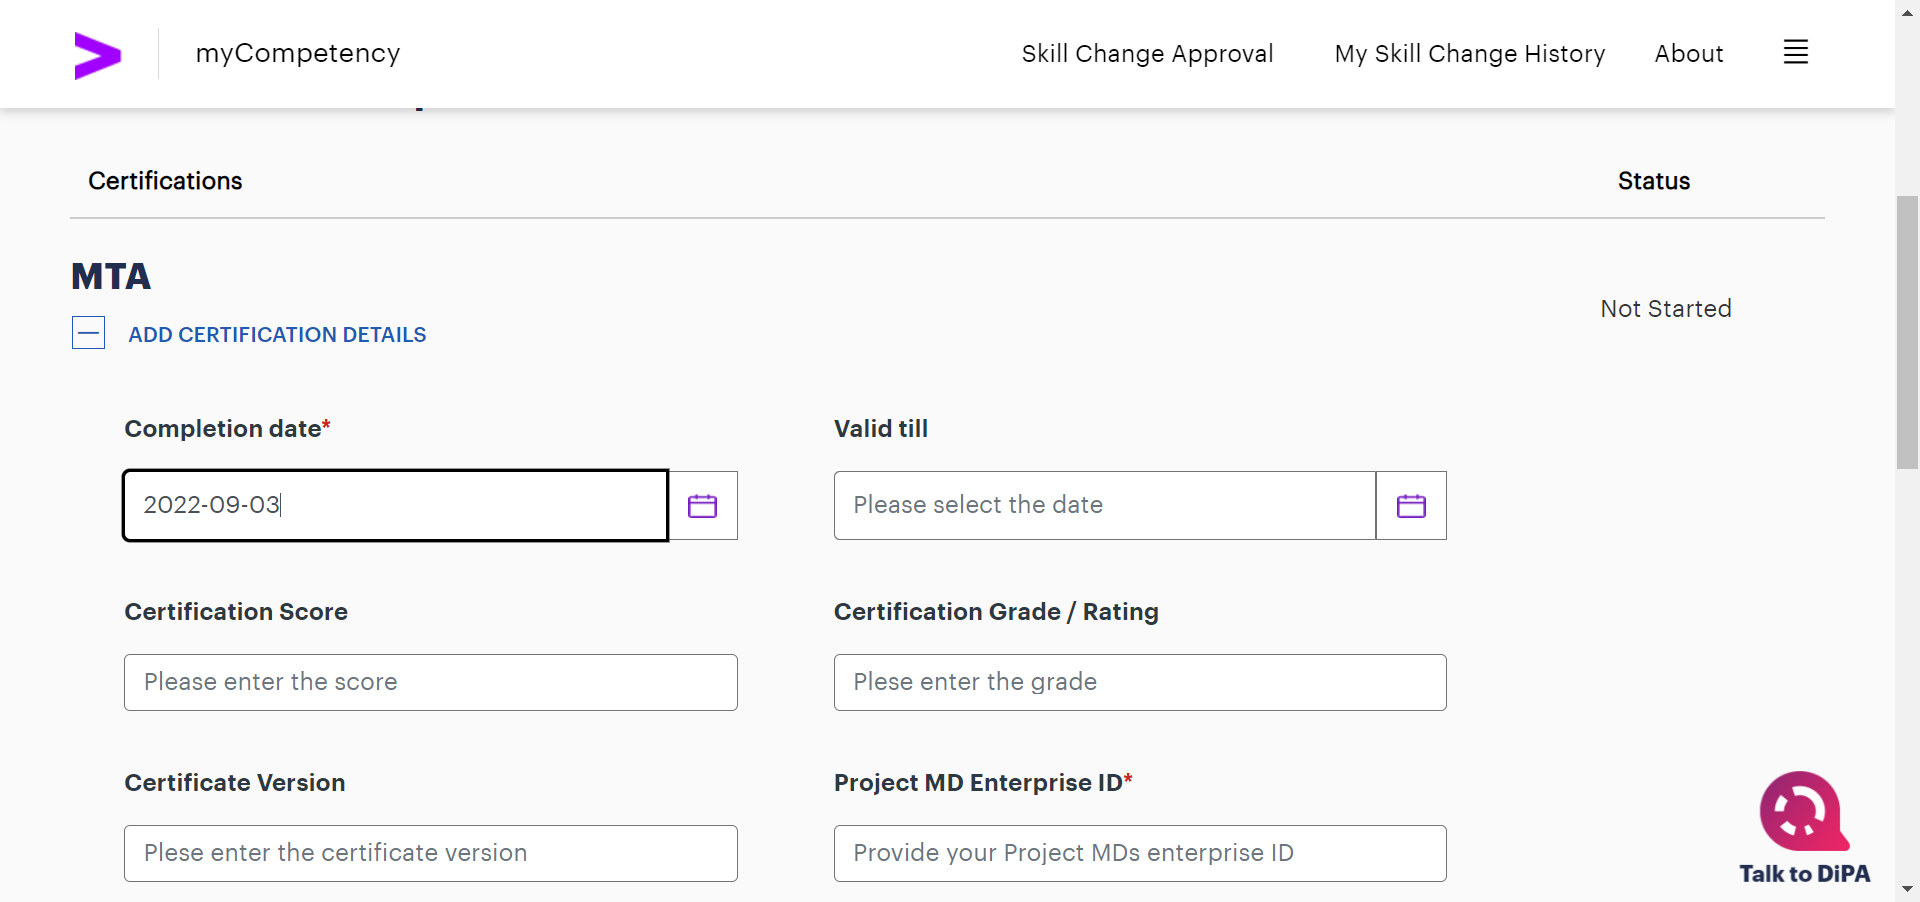 myCompetency
Skill Change Approval
My Skill Change History
About
Certifications
Status
MTA
Not Started
ADD CERTIFICATION DETAILS
Completion date*
Valid till
2022-09-03
Please select the date
Certification Score
Certification Grade / Rating
Please enter the score
Plese enter the grade
Certificate Version
Project MD Enterprise ID*
Plese enter the certificate version
Provide your Project MDs enterprise ID
Talk to DiPA